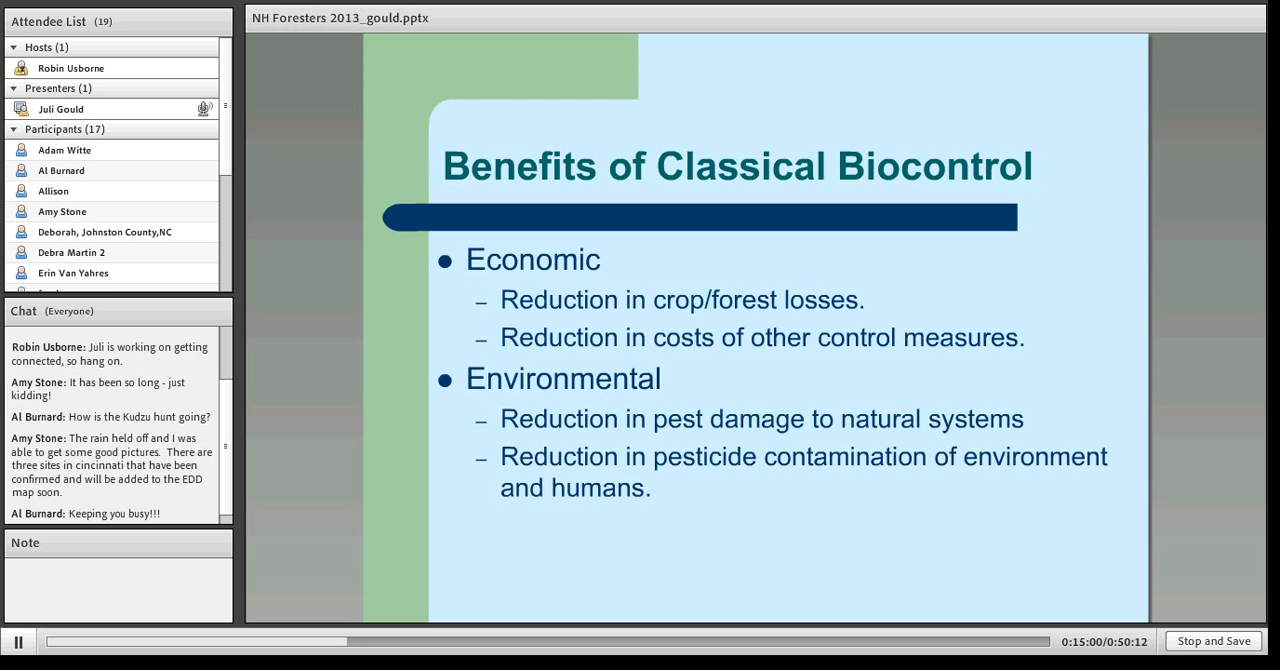 Attendee List (19)
Hosts (1)
Robin Usborne
Presenters (1)
Juli Gould
Participants (17)
Adam Witte
Al Burnard
Allison
Amy Stone
Deborah, Johnston County,NC
Debra Martin 2
Erin Van Yahres
Chat (Everyone)
Robin Usborne: Juli is working on getting
connected, so hang on.
Amy Stone: It has been so long - just
kidding!
Al Burnard: How is the Kudzu hunt going?
Amy Stone: The rain held off and I was
able to get some good pictures. There are
three sites in cincinnati that have been
confirmed and will be added to the EDD
map soon.
Al Burnard: Keeping you busy!!!
Note
NH Foresters 2013_gould.pptx
Benefits of Classical Biocontrol
● Economic
– Reduction in crop/forest losses.
– Reduction in costs of other control measures.
● Environmental
– Reduction in pest damage to natural systems
– Reduction in pesticide contamination of environment
and humans.
0:15:00/0:50:12
Stop and Save